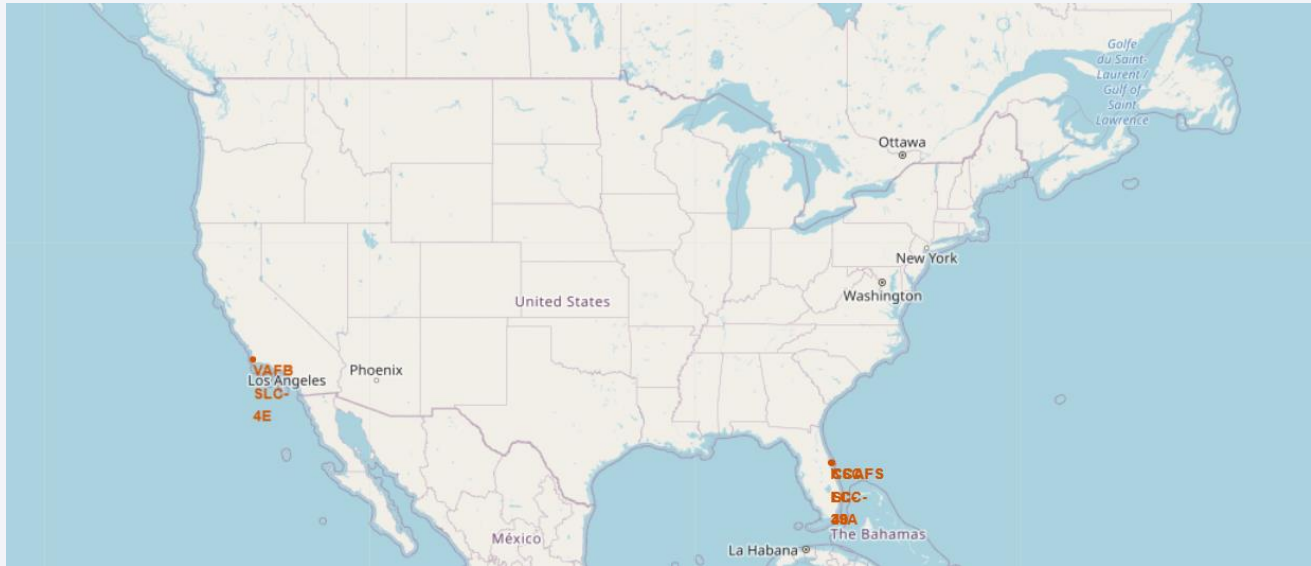 Golfe
du Saint-
Laurent /
Gulf of
Saint
Lawrence
Ottawa
New York
Washington
United States
VAFB
SLC-
4E
Los Angeles
Phoenix
México
La Habana
The Bahamas